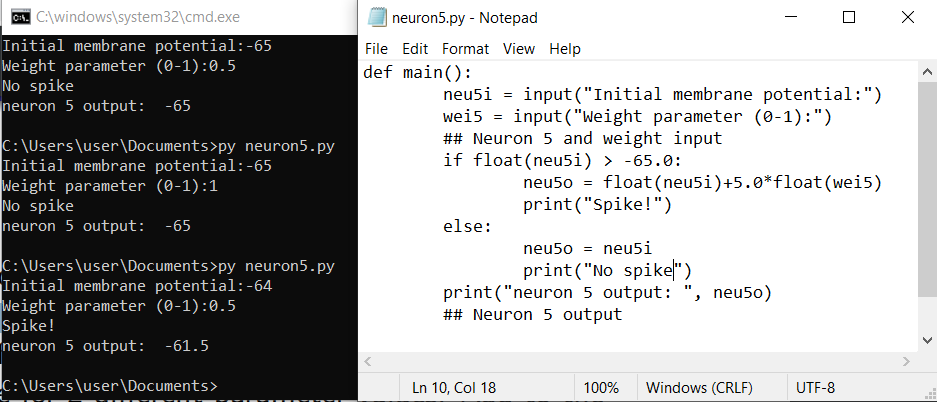 C:\windows\system32\cmd.exe
Initial membrane potential:-65
Weight parameter (0-1):0.5
No spike
neuron 5 output:  -65
C:\Users\user\Documents>py neuron5.py
Initial membrane potential:-65
Weight parameter (0-1):1
No spike
neuron 5 output:  -65
C:\Users\user\Documents>py neuron5.py
Initial membrane potential:-64
Weight parameter (0-1):0.5
Spike!
neuron 5 output:  -61.5
C:\Users\user\Documents>
neuron5.py - Notepad
File Edit Format View Help
def main():
        neu5i = input("Initial membrane potential:")
        wei5 = input("Weight parameter (0-1):")
        ## Neuron 5 and weight input
        if float(neu5i) > -65.0:
                neu5o = float(neu5i)+5.0*float(wei5)
                print("Spike!")
        else:
                neu5o = neu5i
                print("No spike")
        print("neuron 5 output: ", neu5o)
        ## Neuron 5 output
Ln 10, Col 18 100% Windows (CRLF) UTF-8